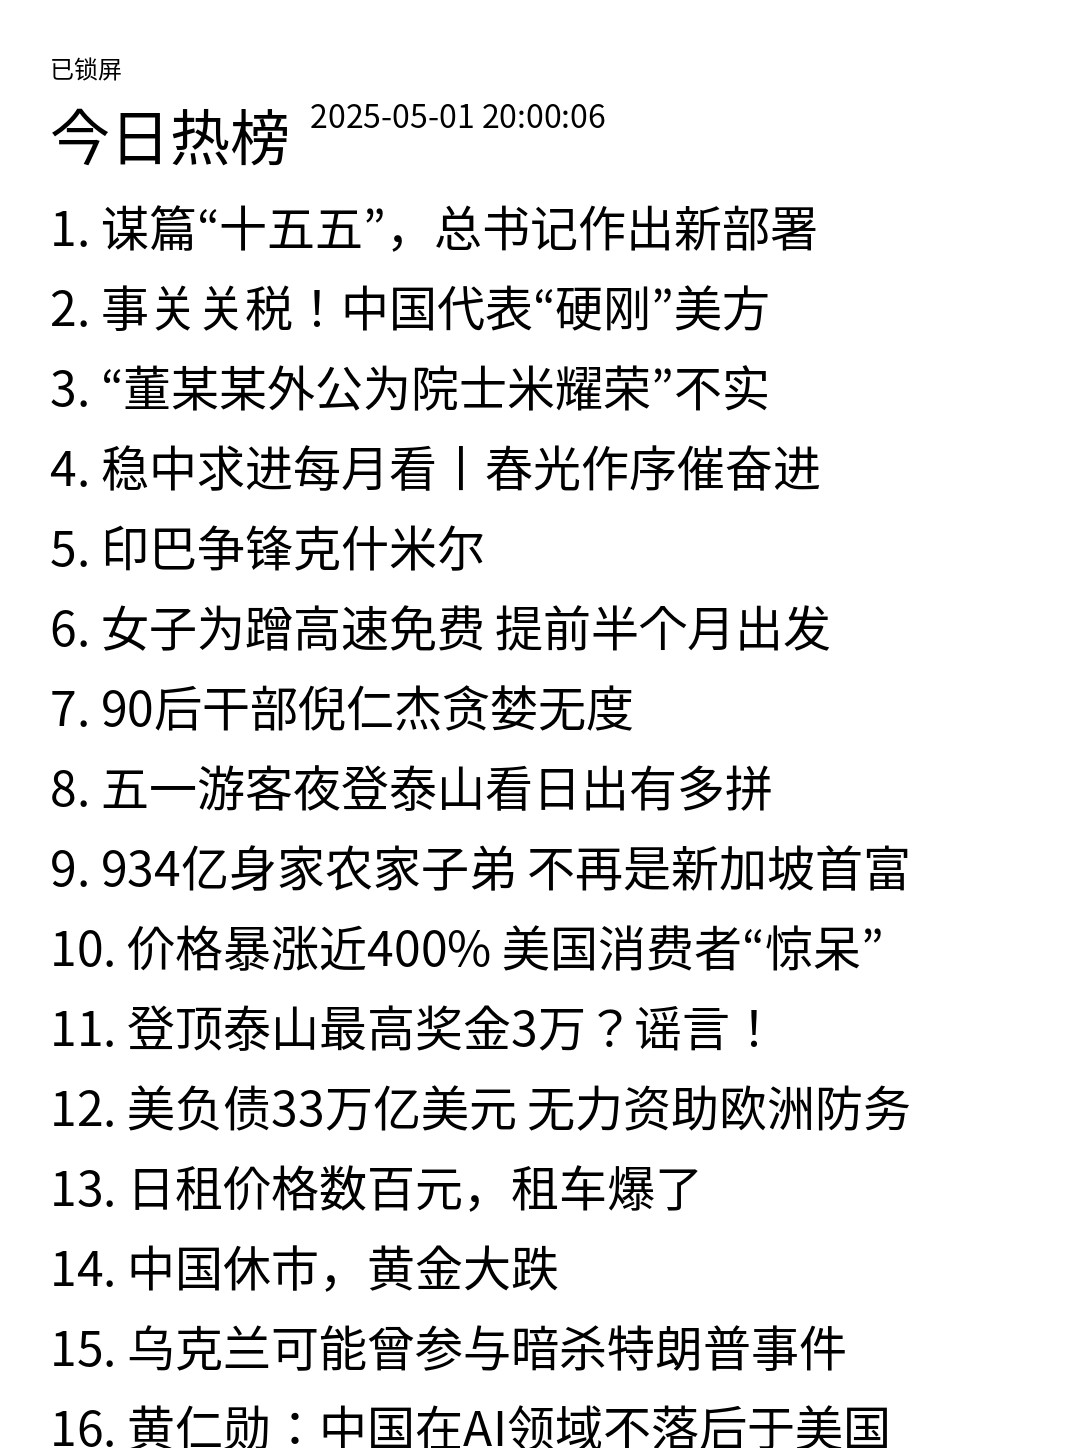 已锁屏
今日热榜 2025-05-01 20:00:06
1. 谋篇“十五五”，总书记作出新部署
2. 事关关税！中国代表“硬刚”美方
3. “董某某外公为院士米耀荣”不实
4. 稳中求进每月看丨春光作序催奋进
5. 印巴争锋克什米尔
6. 女子为蹭高速免费 提前半个月出发
7. 90后干部倪仁杰贪婪无度
8. 五一游客夜登泰山看日出有多拼
9. 934亿身家农家子弟 不再是新加坡首富
10. 价格暴涨近400% 美国消费者“惊呆”
11. 登顶泰山最高奖金3万？谣言！
12. 美负债33万亿美元 无力资助欧洲防务
13. 日租价格数百元，租车爆了
14. 中国休市，黄金大跌
15. 乌克兰可能曾参与暗杀特朗普事件
16. 黄仁勋：中国在AI领域不落后于美国